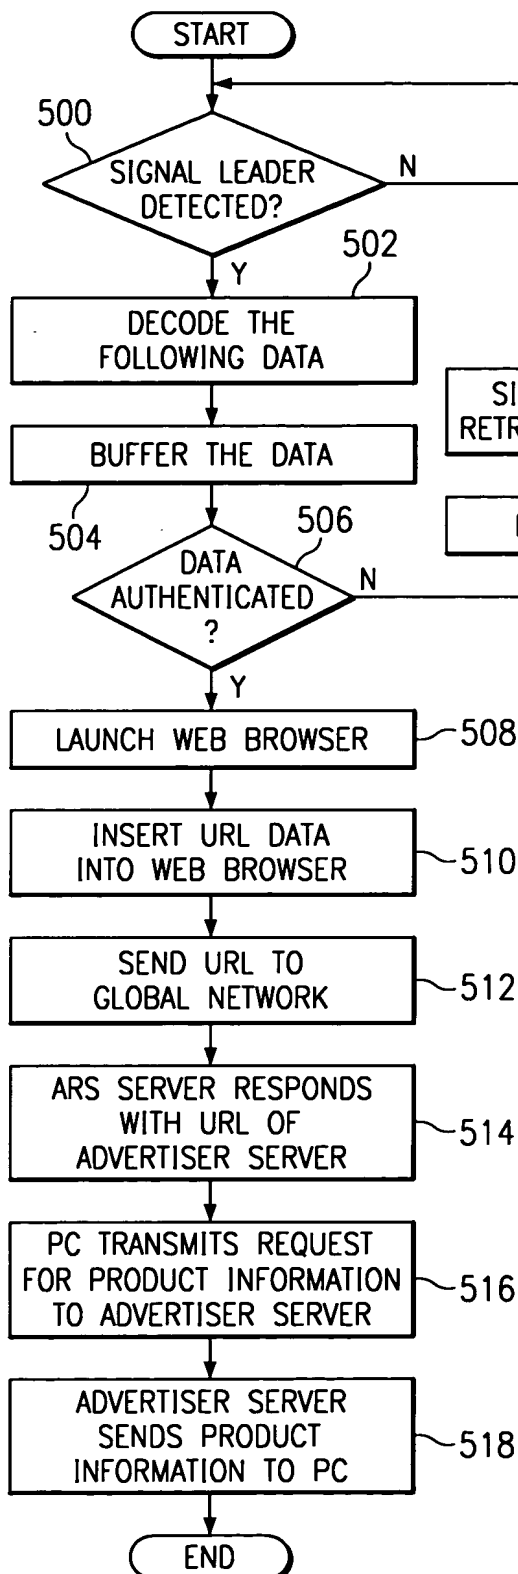 START
500
SIGNAL LEADER
DETECTED?
N
Y
502
DECODE THE
FOLLOWING DATA
BUFFER THE DATA
504
506
DATA
AUTHENTICATED
?
N
Y
LAUNCH WEB BROWSER
508
INSERT URL DATA
INTO WEB BROWSER
510
SEND URL TO
GLOBAL NETWORK
512
ARS SERVER RESPONDS
WITH URL OF
ADVERTISER SERVER
514
PC TRANSMITS REQUEST
FOR PRODUCT INFORMATION
TO ADVERTISER SERVER
516
ADVERTISER SERVER
SENDS PRODUCT
INFORMATION TO PC
518
END